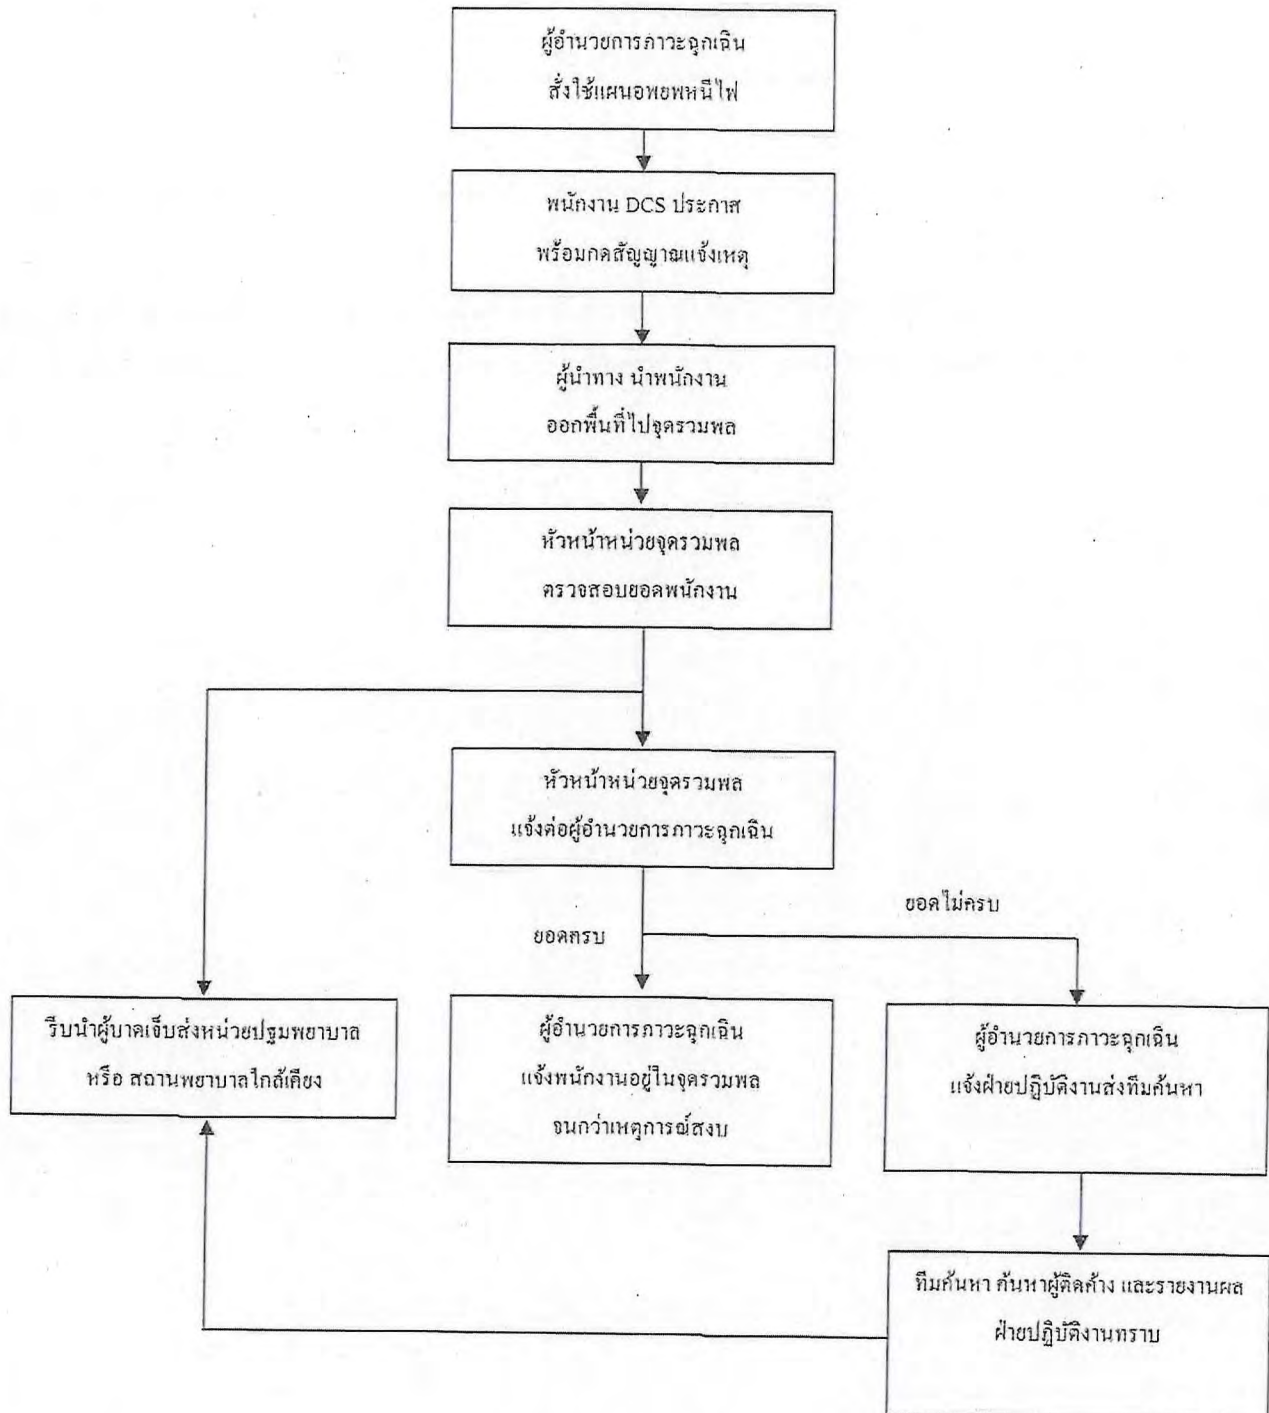 ผู้อำนวยการภาวะฉุกเฉิน
สั่งใช้แผนอพยพหนีไฟ
พนักงาน DCS ประกาศ
พร้อมกดสัญญาณแจ้งเหตุ
ผู้นำทาง นำพนักงาน
ออกพื้นที่ไปจุดรวมพล
หัวหน้าหน่วยจุดรวมพล
ตรวจสอบยอดพนักงาน
หัวหน้าหน่วยจุดรวมพล
แจ้งต่อผู้อำนวยการภาวะฉุกเฉิน
ยอดไม่ครบ
ยอดครบ
รีบนำผู้บาดเจ็บส่งหน่วยปฐมพยาบาล
หรือ สถานพยาบาลใกล้เคียง
ผู้อำนวยการภาวะฉุกเฉิน
แจ้งพนักงานอยู่ในจุดรวมพล
จนกว่าเหตุการณ์สงบ
ผู้อำนวยการภาวะฉุกเฉิน
แจ้งฝ่ายปฏิบัติงานส่งทีมค้นหา
ทีมค้นหา ค้นหาผู้ติดค้าง และรายงานผล
ฝ่ายปฏิบัติงานทราบ